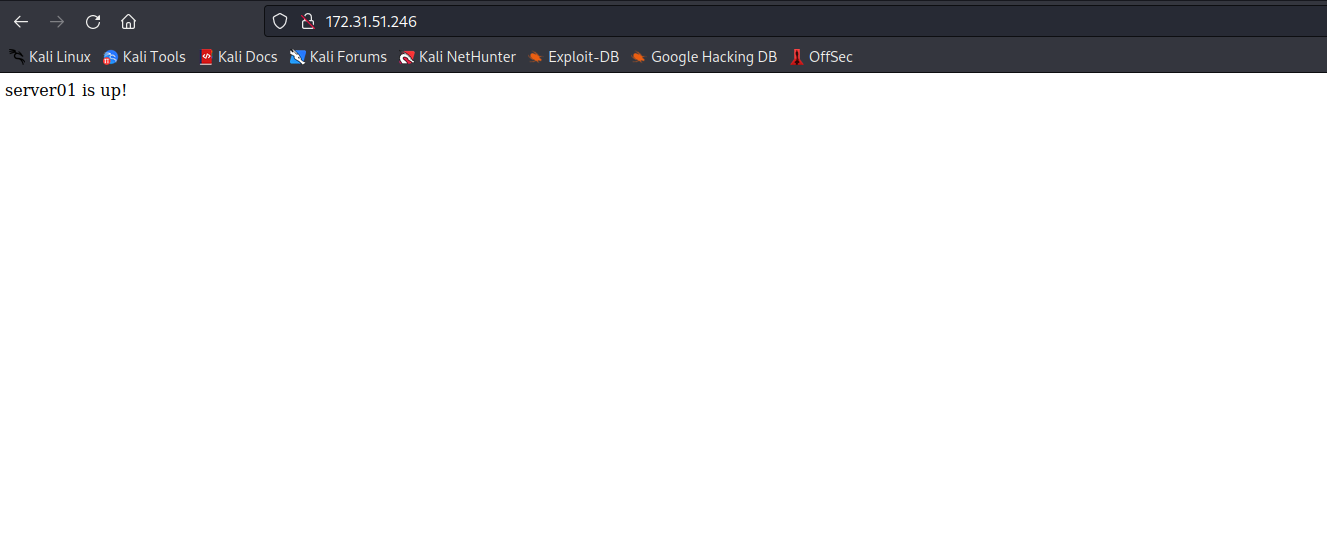 172.31.51.246
Kali Linux Kali Tools Kali Docs Kali Forums Kali NetHunter Exploit-DB Google Hacking DB OffSec
server01 is up!